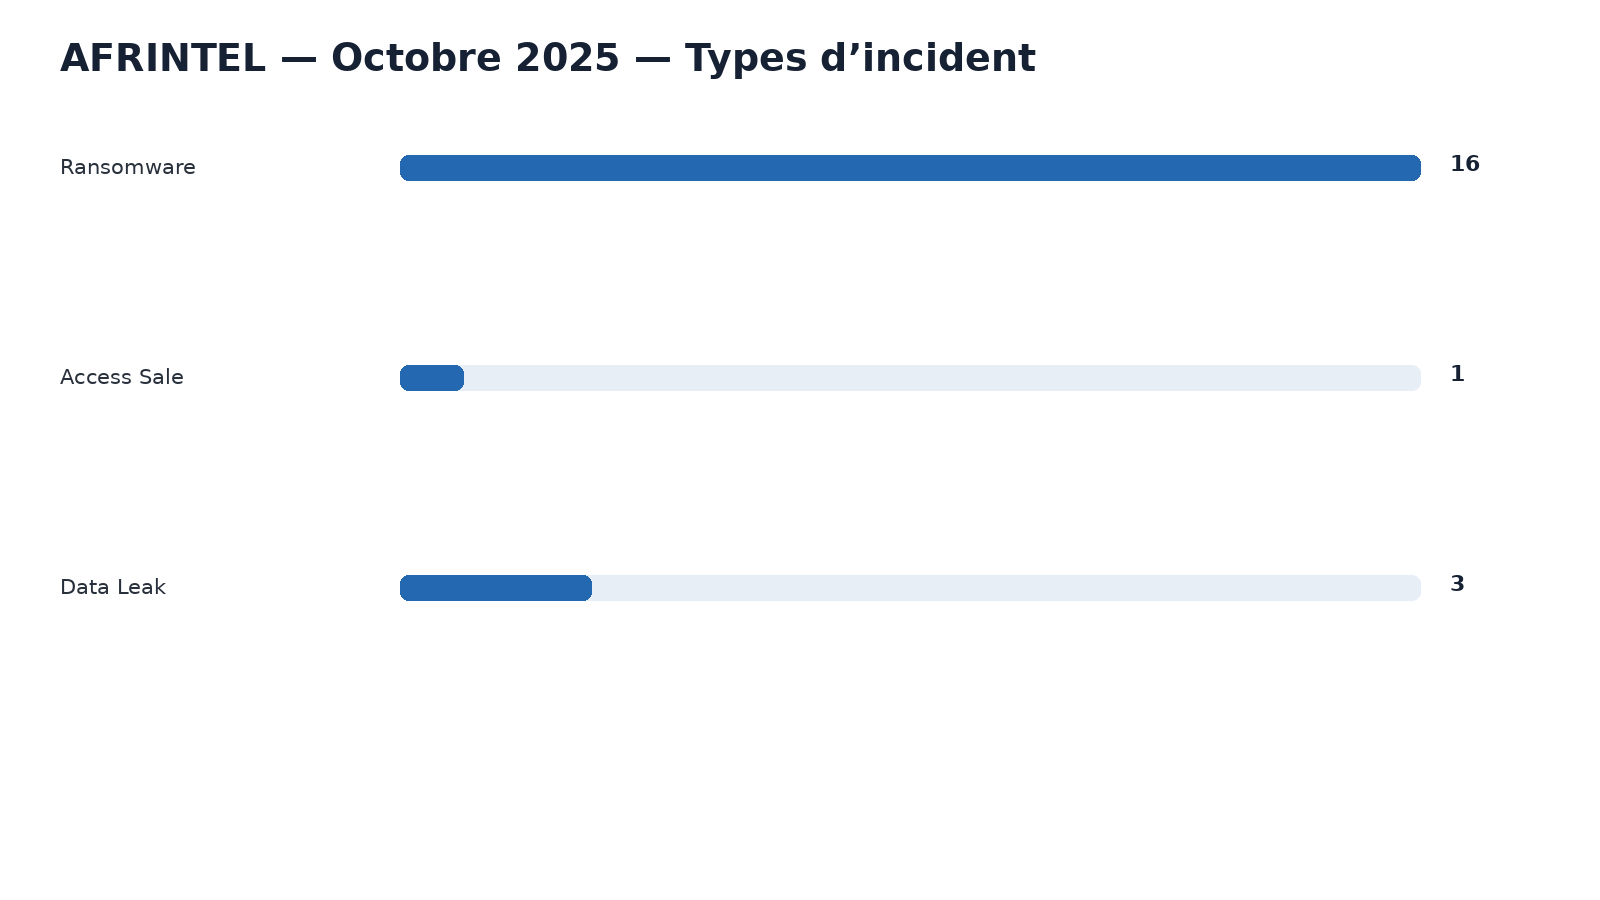 AFRINTEL — Octobre 2025 — Types d’incident
Ransomware 16
Access Sale 1
Data Leak 3